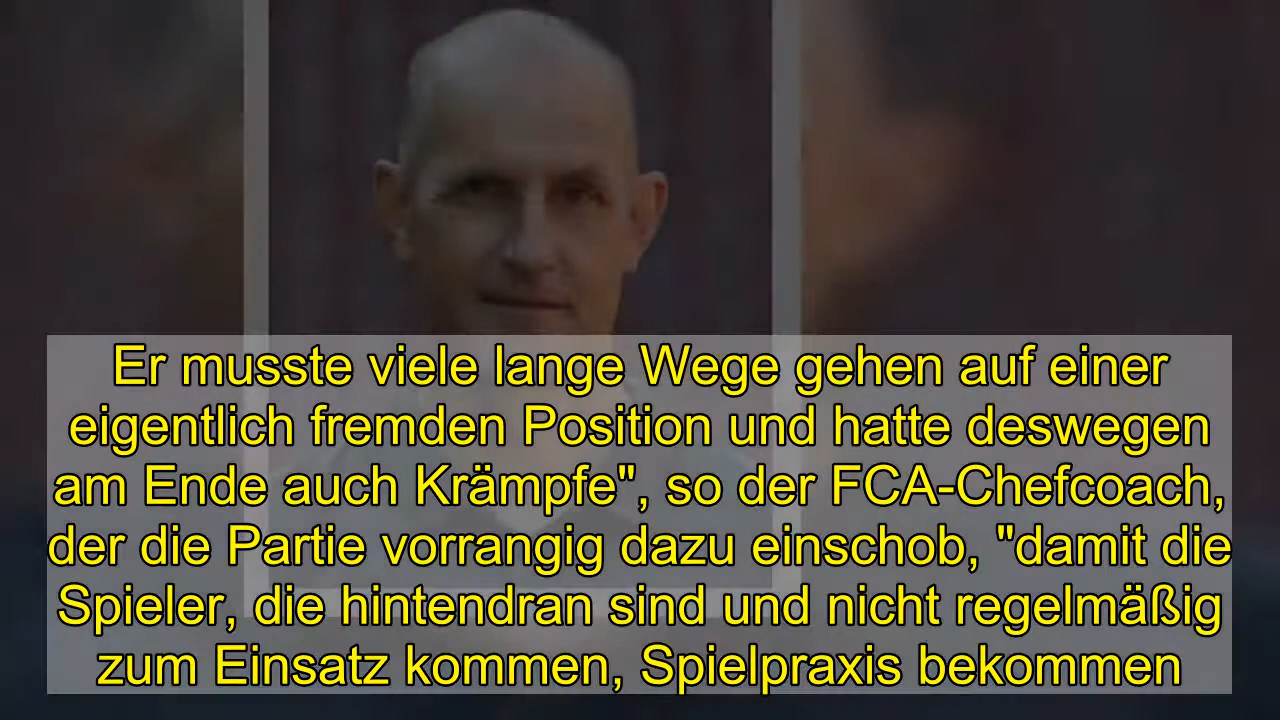 Er musste viele lange Wege gehen auf einer
eigentlich fremden Position und hatte deswegen
am Ende auch Krämpfe", so der FCA-Chefcoach,
der die Partie vorrangig dazu einschob, "damit die
Spieler, die hintendran sind und nicht regelmäßig
zum Einsatz kommen, Spielpraxis bekommen